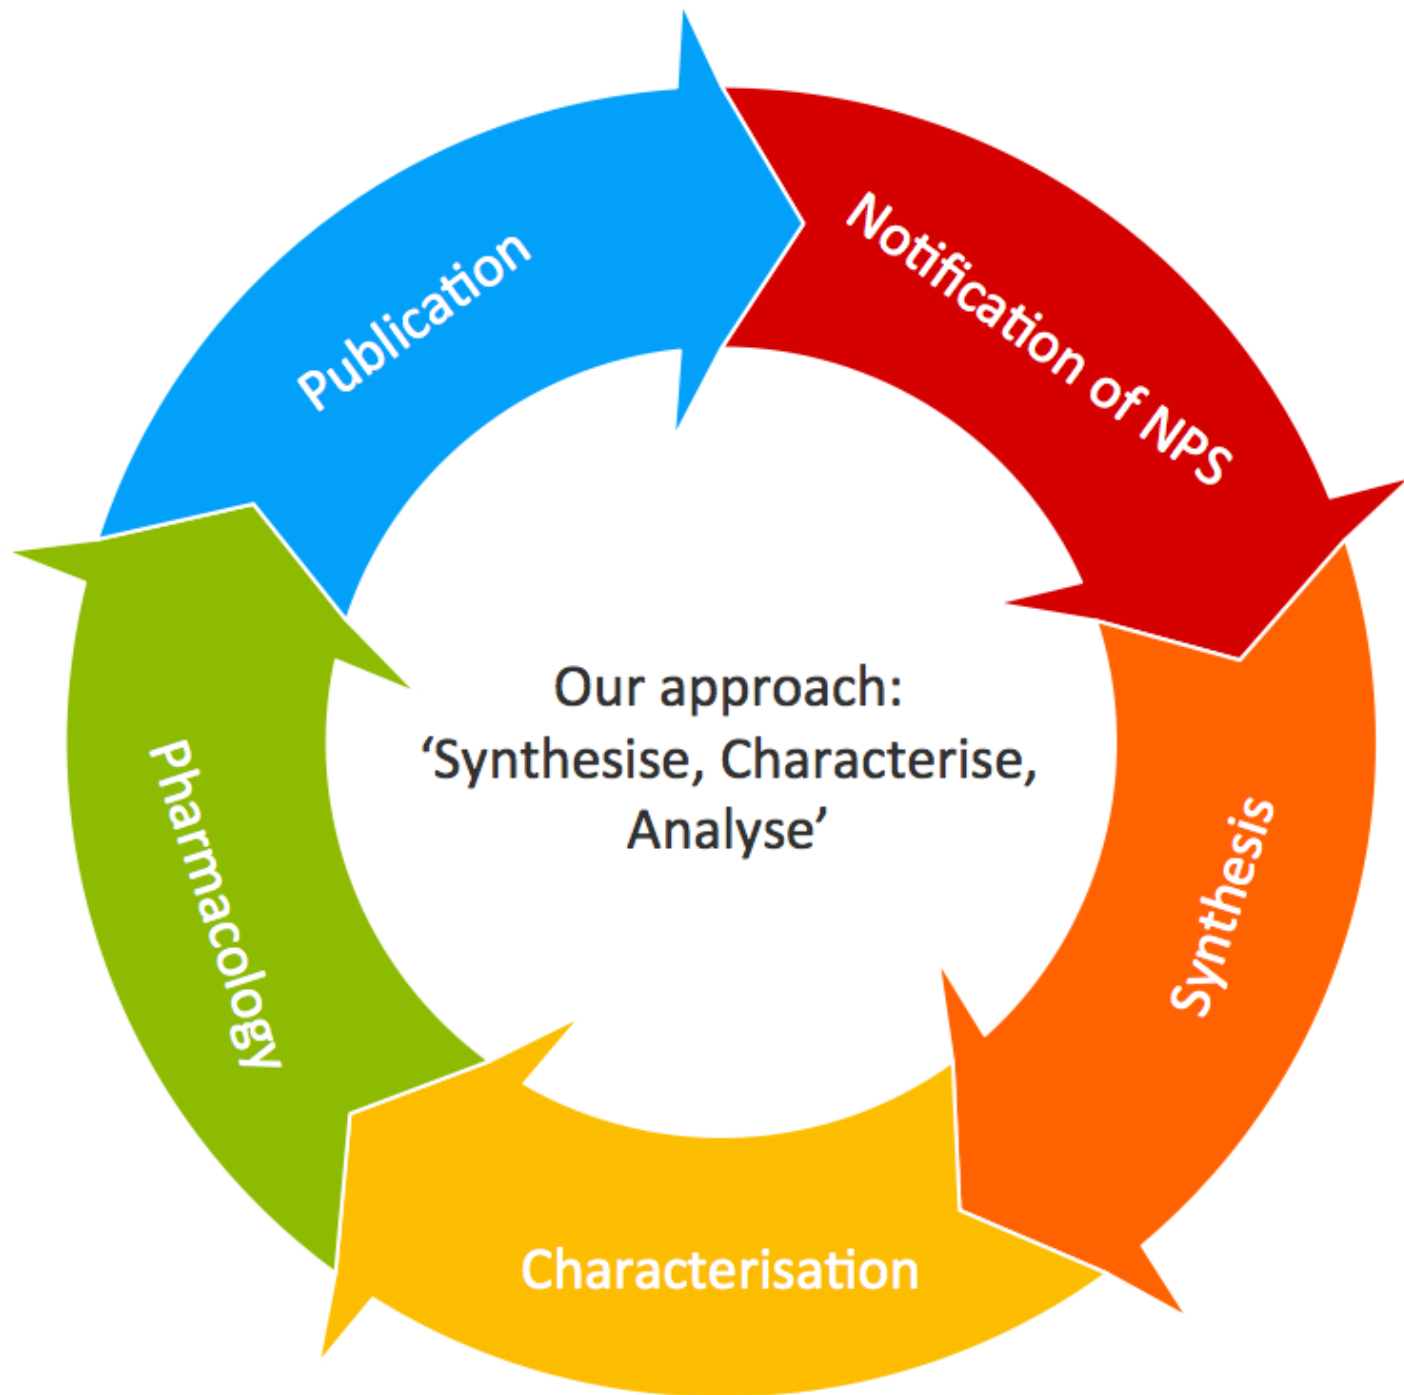 Notification of NPS
Synthesis
Characterisation
Pharmacology
Publication
Our approach:
‘Synthesise, Characterise,
Analyse’